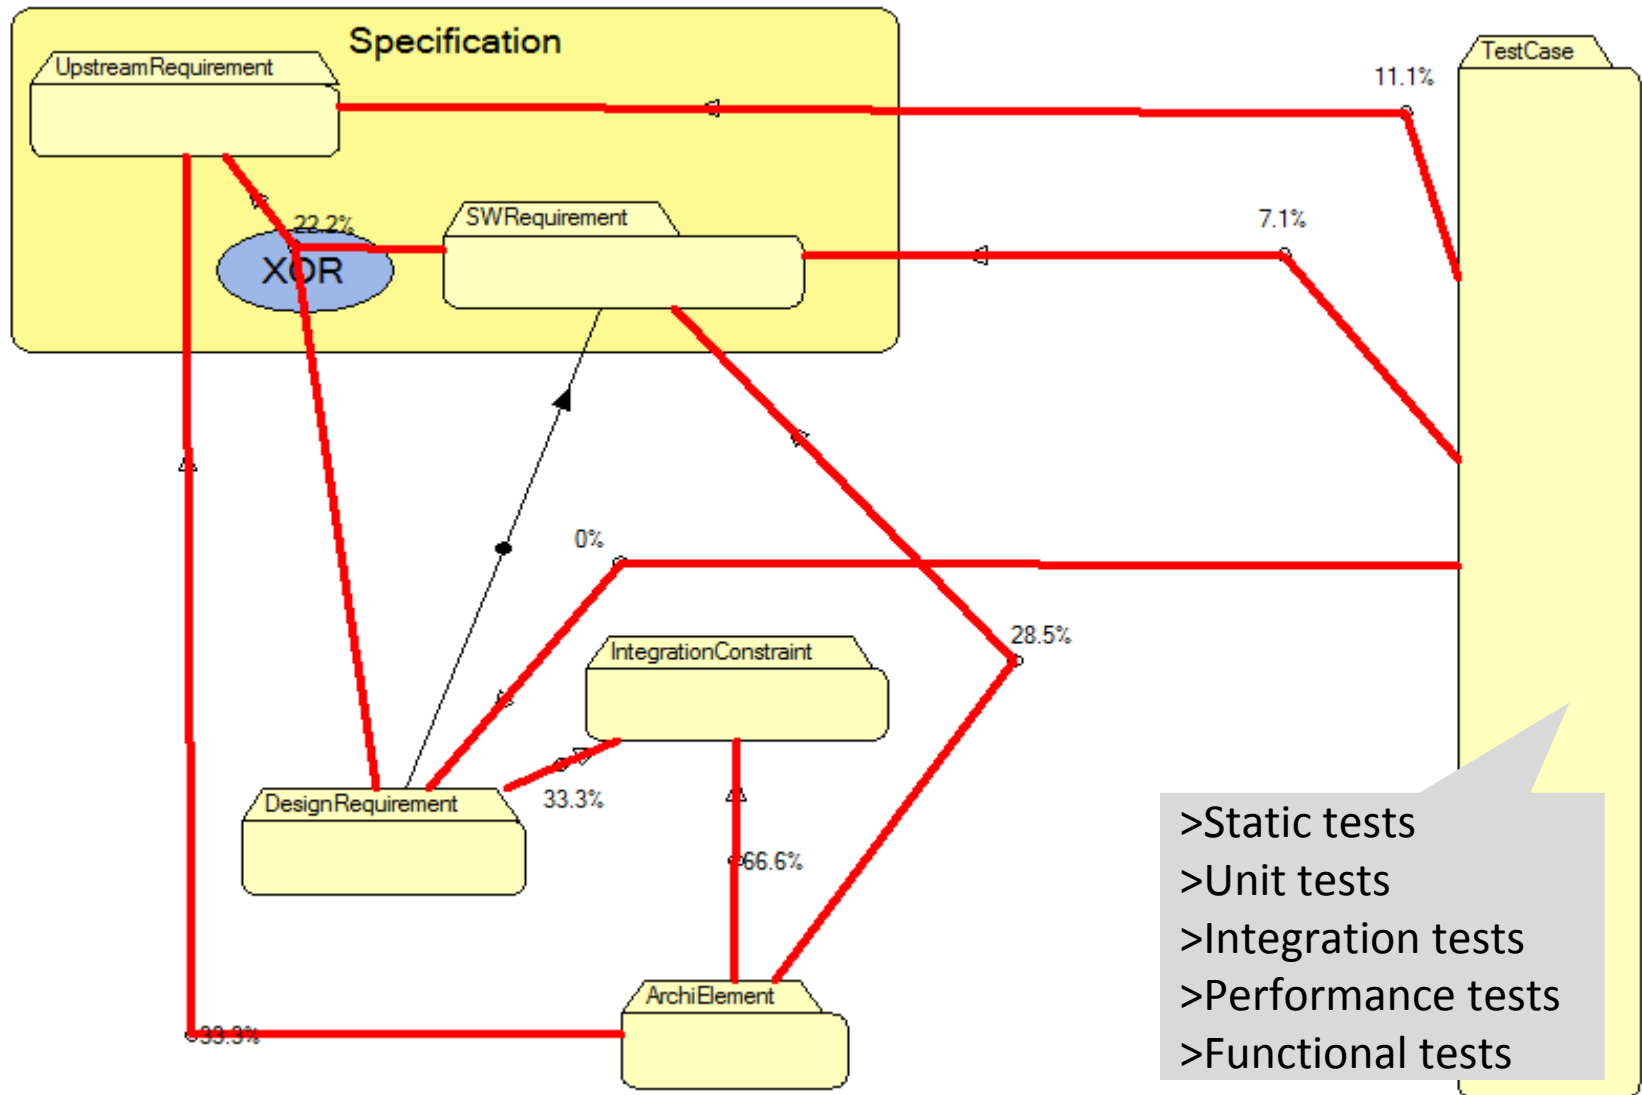 Specification
UpstreamRequirement
TestCase
11.1%
22.2%
SWRequirement
7.1%
XOR
0%
28.5%
IntegrationConstraint
DesignRequirement
33.3%
66.6%
ArchiElement
33.3%
>Static tests
>Unit tests
>Integration tests
>Performance tests
>Functional tests